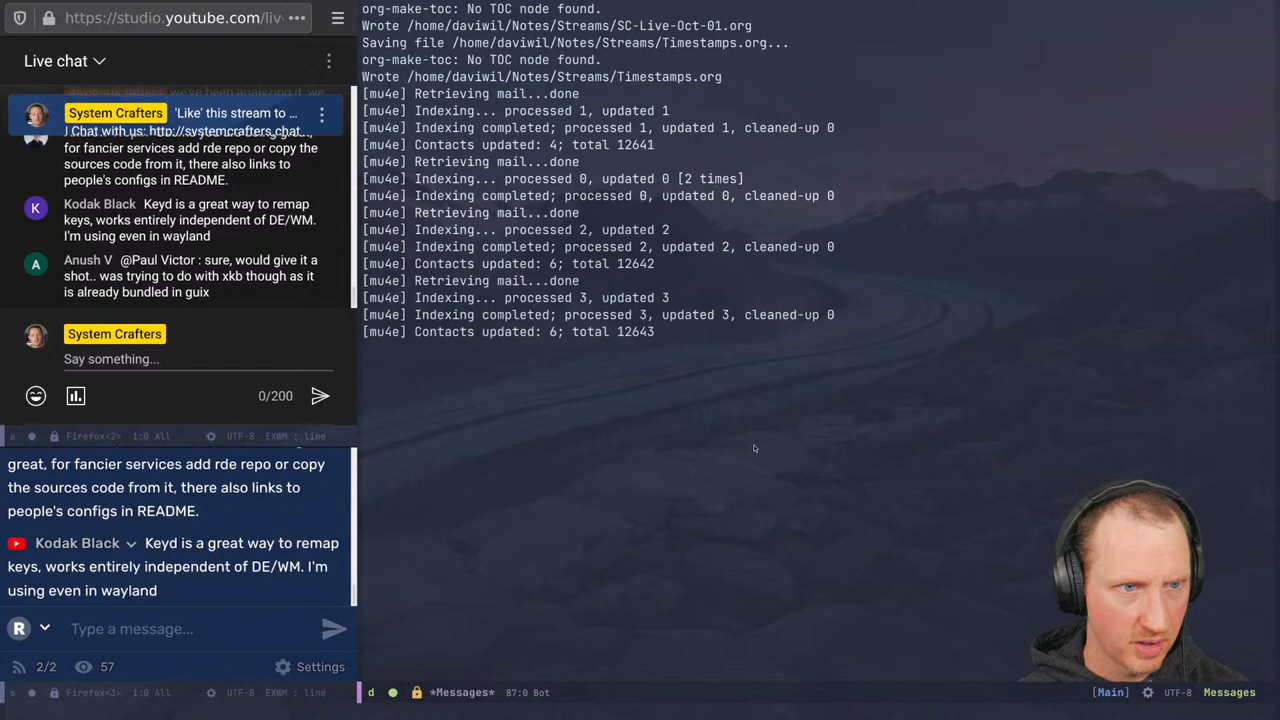 https://studio.youtube.com/liv
Live chat
@systemcrafters we've been analyzing it, we
System Crafters 'Like' this stream to ...
! Chat with us: http://systemcrafters.chat...
for fancier services add rde repo or copy the
sources code from it, there also links to
people's configs in README.
K
Kodak Black Keyd is a great way to remap
keys, works entirely independent of DE/WM.
I'm using even in wayland
A
Anush V @Paul Victor : sure, would give it a
shot.. was trying to do with xkb though as it
is already bundled in guix
System Crafters
Say something...
0/200
a Firefox<2> 1:0 All UTF-8 EXWM : line
great, for fancier services add rde repo or copy
the sources code from it, there also links to
people's configs in README.
Kodak Black Keyd is a great way to remap
keys, works entirely independent of DE/WM. I'm
using even in wayland
R Type a message...
2/2 57 Settings
s Firefox<3> 1:0 All UTF-8 EXWM : line
org-make-toc: No TOC node found.
Wrote /home/daviwil/Notes/Streams/SC-Live-Oct-01.org
Saving file /home/daviwil/Notes/Streams/Timestamps.org...
org-make-toc: No TOC node found.
Wrote /home/daviwil/Notes/Streams/Timestamps.org
[mu4e] Retrieving mail...done
[mu4e] Indexing... processed 1, updated 1
[mu4e] Indexing completed; processed 1, updated 1, cleaned-up 0
[mu4e] Contacts updated: 4; total 12641
[mu4e] Retrieving mail...done
[mu4e] Indexing... processed 0, updated 0 [2 times]
[mu4e] Indexing completed; processed 0, updated 0, cleaned-up 0
[mu4e] Retrieving mail...done
[mu4e] Indexing... processed 2, updated 2
[mu4e] Indexing completed; processed 2, updated 2, cleaned-up 0
[mu4e] Contacts updated: 6; total 12642
[mu4e] Retrieving mail...done
[mu4e] Indexing... processed 3, updated 3
[mu4e] Indexing completed; processed 3, updated 3, cleaned-up 0
[mu4e] Contacts updated: 6; total 12643
d *Messages* 87:0 Bot [Main] UTF-8 Messages